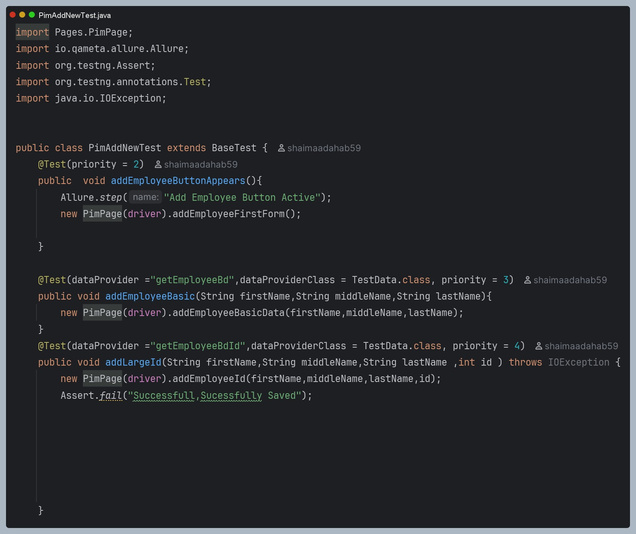 PimAddNewTest.java
import Pages.PimPage;
import io.qameta.allure.Allure;
import org.testng.Assert;
import org.testng.annotations.Test;
import java.io.IOException;
public class PimAddNewTest extends BaseTest { shaimaadahab59
@Test(priority = 2) shaimaadahab59
public  void addEmployeeButtonAppears(){
Allure.step( name: "Add Employee Button Active");
new PimPage(driver).addEmployeeFirstForm();
}
@Test(dataProvider ="getEmployeeBd",dataProviderClass = TestData.class, priority = 3) shaimaadahab59
public void addEmployeeBasic(String firstName,String middleName,String lastName){
new PimPage(driver).addEmployeeBasicData(firstName,middleName,lastName);
}
@Test(dataProvider ="getEmployeeBdId",dataProviderClass = TestData.class, priority = 4) shaimaadahab59
public void addLargeId(String firstName,String middleName,String lastName ,int id ) throws IOException {
new PimPage(driver).addEmployeeId(firstName,middleName,lastName,id);
Assert.fail("Successfull,Sucessfully Saved");
}